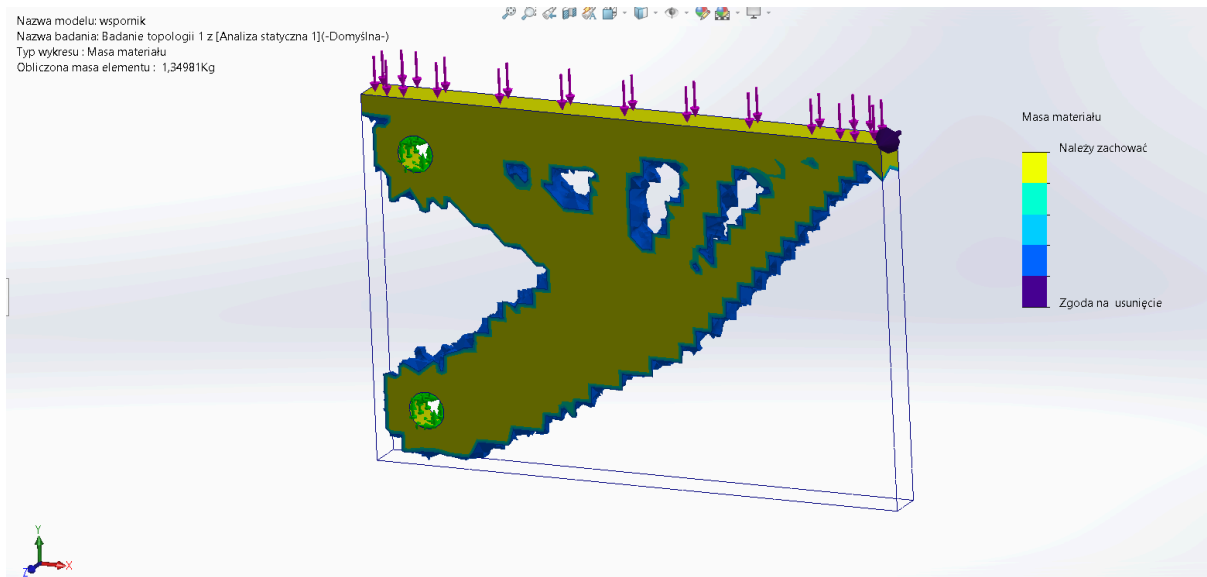 Nazwa modelu: wspornik
Nazwa badania: Badanie topologii 1 z [Analiza statyczna 1](-Domyślna-)
Typ wykresu : Masa materiału
Obliczona masa elementu : 1,34981Kg
Masa materiału
Należy zachować
Zgoda na usunięcie
Y
X
Z